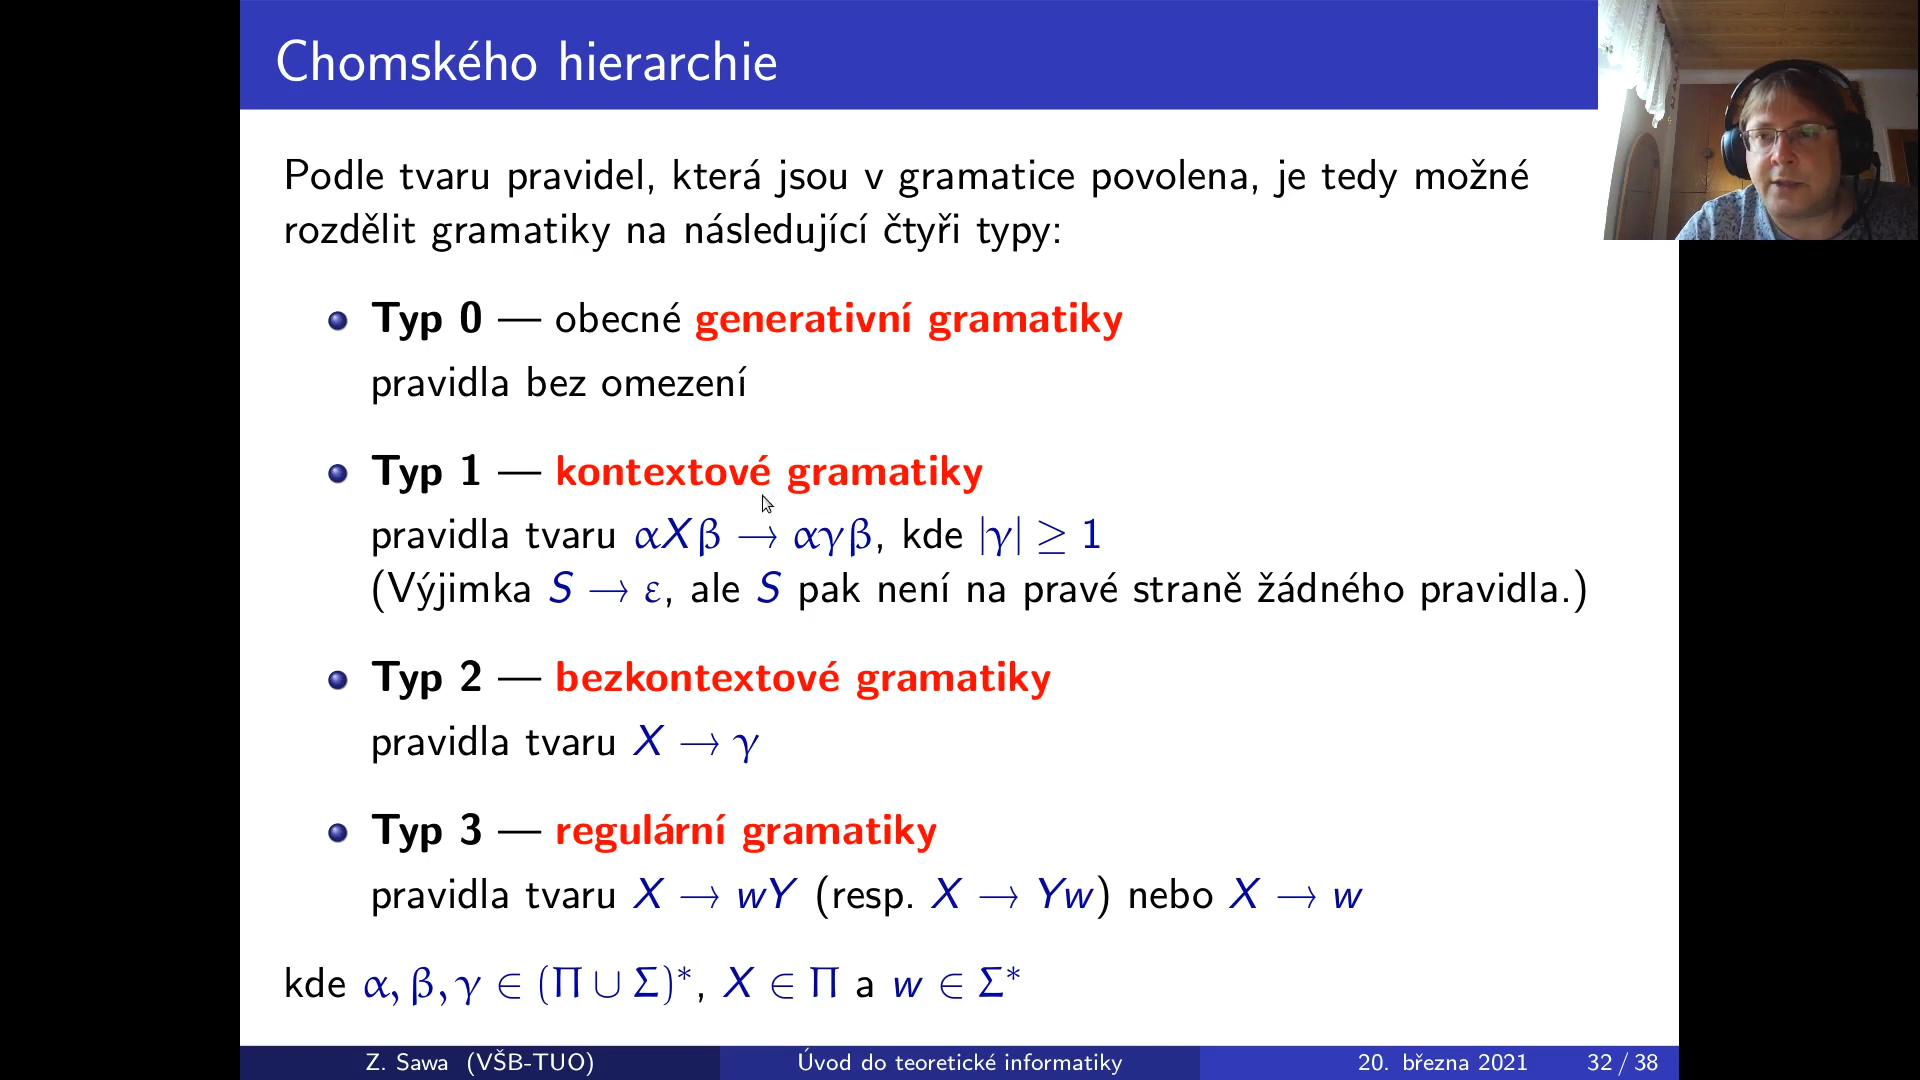 Chomského hierarchie
Podle tvaru pravidel, která jsou v gramatice povolena, je tedy možné
rozdělit gramatiky na následující čtyři typy:
Typ 0 — obecné generativní gramatiky
pravidla bez omezení
Typ 1 — kontextové gramatiky
pravidla tvaru αXβ → αγβ, kde |γ| ≥ 1
(Výjimka S → ε, ale S pak není na pravé straně žádného pravidla.)
Typ 2 — bezkontextové gramatiky
pravidla tvaru X → γ
Typ 3 — regulární gramatiky
pravidla tvaru X → wY (resp. X → Yw) nebo X → w
kde α, β, γ ∈ (Π ∪ Σ)*, X ∈ Π a w ∈ Σ*
Z. Sawa (VŠB-TUO) Úvod do teoretické informatiky 20. března 2021 32 / 38